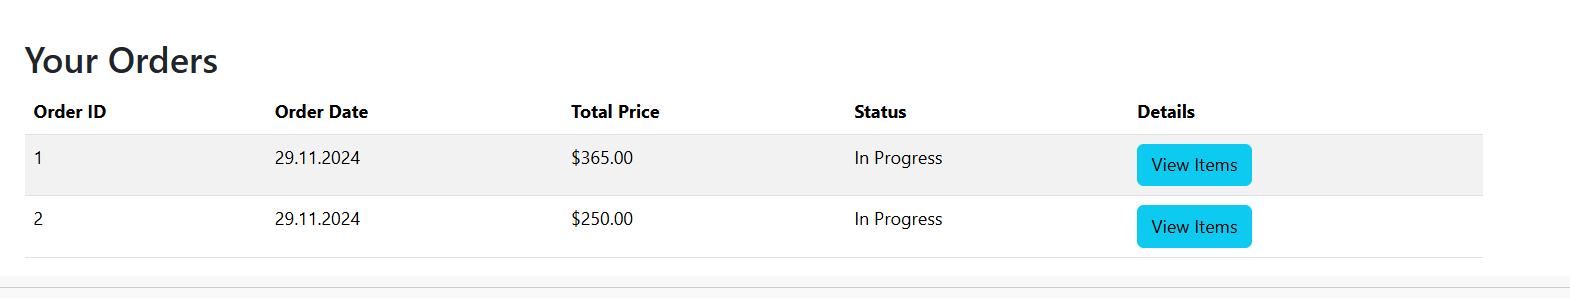 Your Orders
Order ID Order Date Total Price Status Details
1 29.11.2024 $365.00 In Progress View Items
2 29.11.2024 $250.00 In Progress View Items